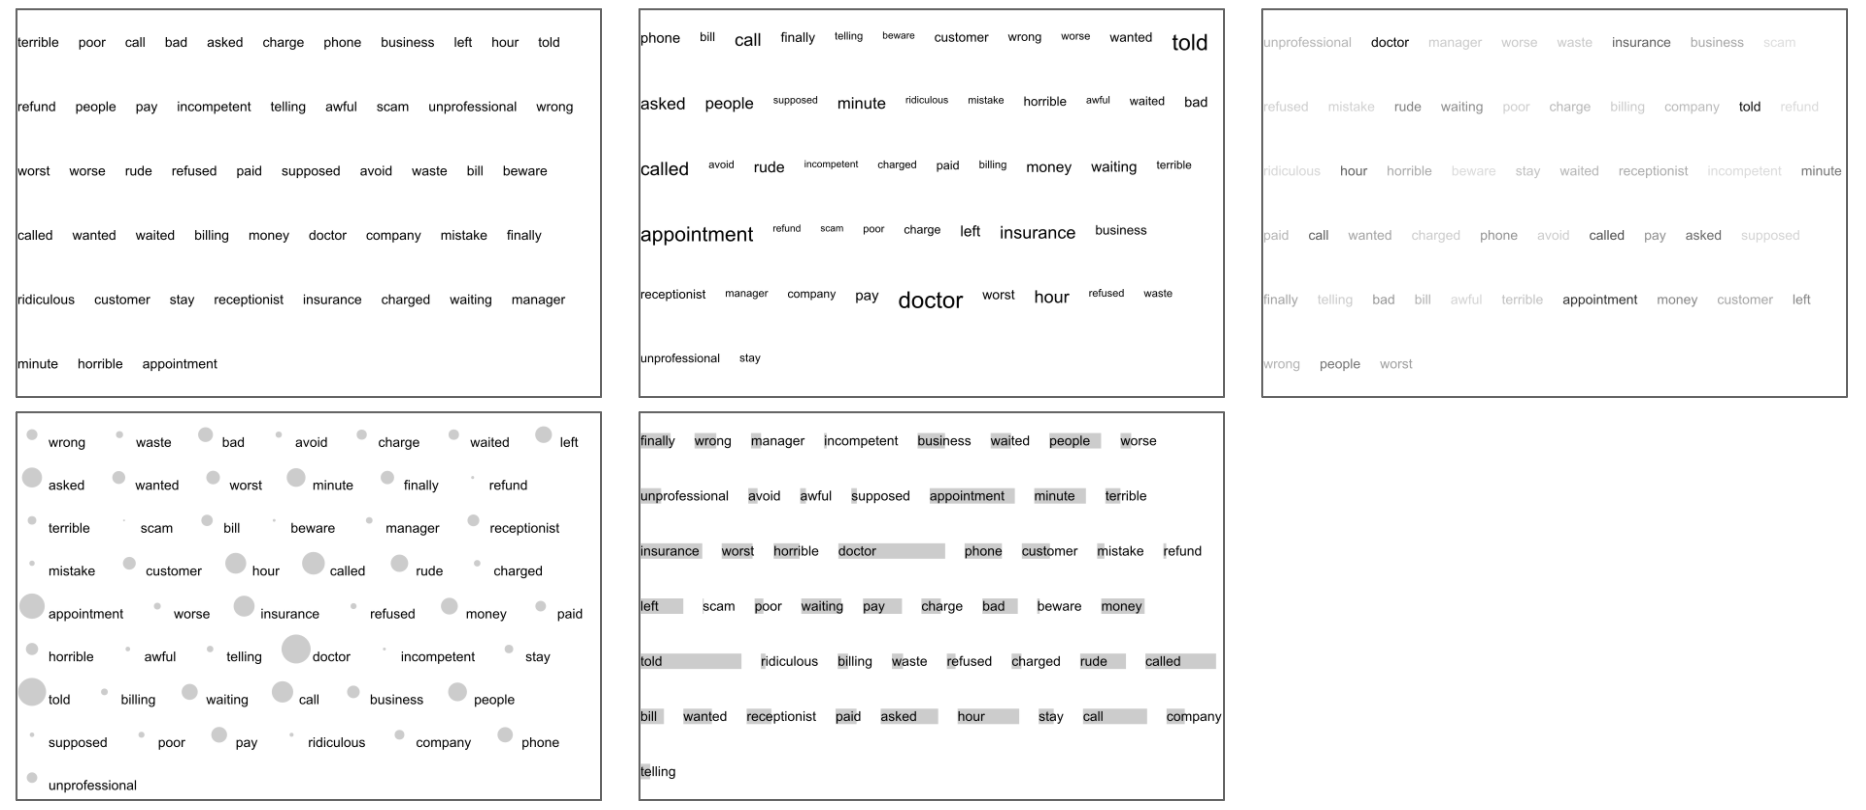 terrible poor call bad asked charge phone business left hour told
refund people pay incompetent telling awful scam unprofessional wrong
worst worse rude refused paid supposed avoid waste bill beware
called wanted waited billing money doctor company mistake finally
ridiculous customer stay receptionist insurance charged waiting manager
minute horrible appointment
phone bill call finally telling beware customer wrong worse wanted told
asked people supposed minute ridiculous mistake horrible awful waited bad
called avoid rude incompetent charged paid billing money waiting terrible
appointment refund scam poor charge left insurance business
receptionist manager company pay doctor worst hour refused waste
unprofessional stay
unprofessional doctor manager worse waste insurance business scam
refused mistake rude waiting poor charge billing company told refund
ridiculous hour horrible beware stay waited receptionist incompetent minute
paid call wanted charged phone avoid called pay asked supposed
finally telling bad bill awful terrible appointment money customer left
wrong people worst
wrong waste bad avoid charge waited left
asked wanted worst minute finally refund
terrible scam bill beware manager receptionist
mistake customer hour called rude charged
appointment worse insurance refused money paid
horrible awful telling doctor incompetent stay
told billing waiting call business people
supposed poor pay ridiculous company phone
unprofessional
finally wrong manager incompetent business waited people worse
unprofessional avoid awful supposed appointment minute terrible
insurance worst horrible doctor phone customer mistake refund
left scam poor waiting pay charge bad beware money
told ridiculous billing waste refused charged rude called
bill wanted receptionist paid asked hour stay call company
telling